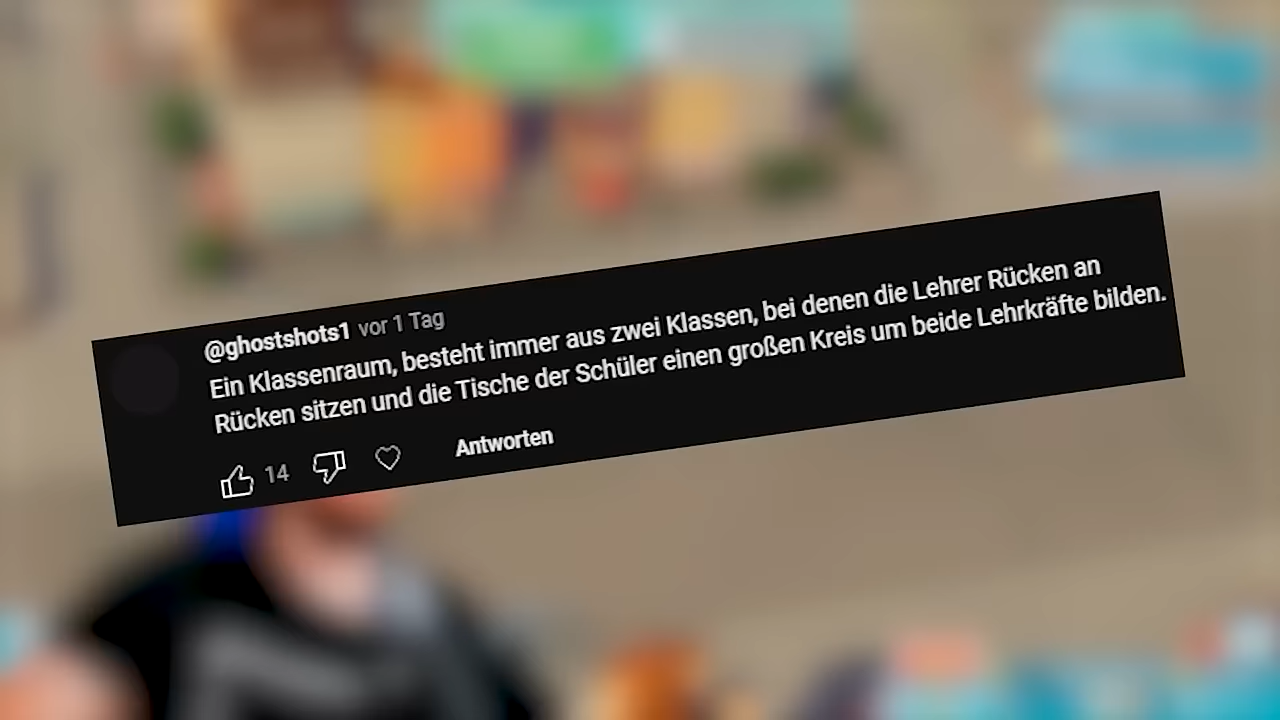 @ghostshots1 vor 1 Tag
Ein Klassenraum, besteht immer aus zwei Klassen, bei denen die Lehrer Rücken an
Rücken sitzen und die Tische der Schüler einen großen Kreis um beide Lehrkräfte bilden.
14
Antworten